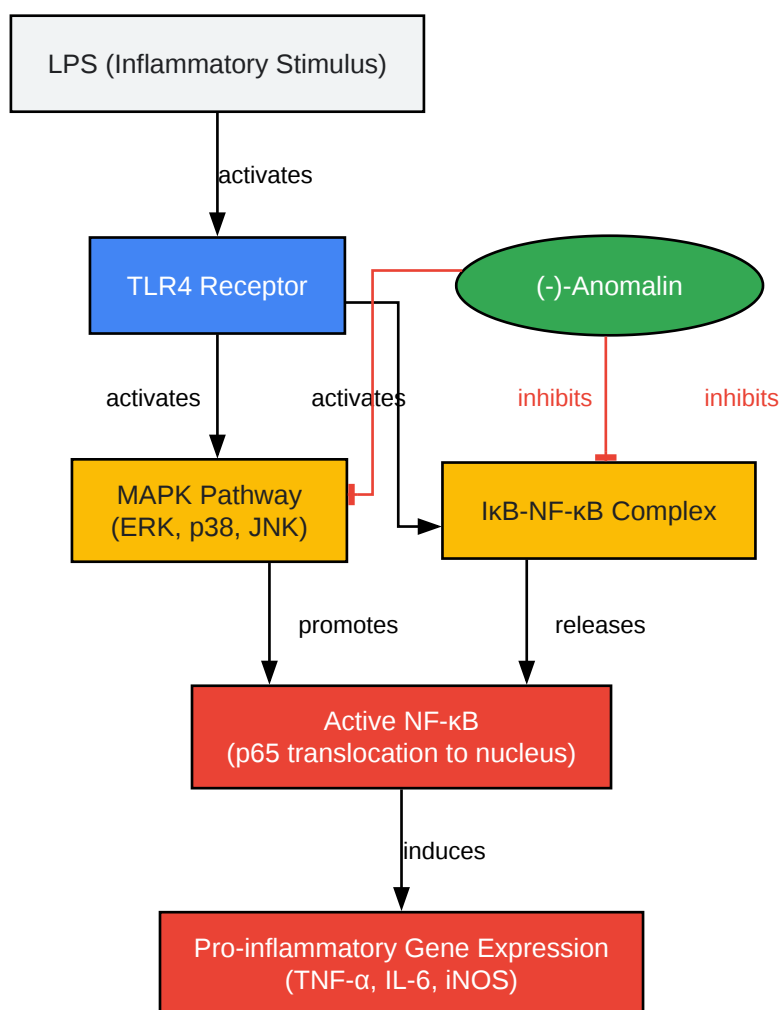 LPS (Inflammatory Stimulus)
activates
TLR4 Receptor
(-)-Anomalin
activates
activates
inhibits
inhibits
MAPK Pathway
(ERK, p38, JNK)
IκB-NF-κB Complex
promotes
releases
Active NF-κB
(p65 translocation to nucleus)
induces
Pro-inflammatory Gene Expression
(TNF-α, IL-6, iNOS)